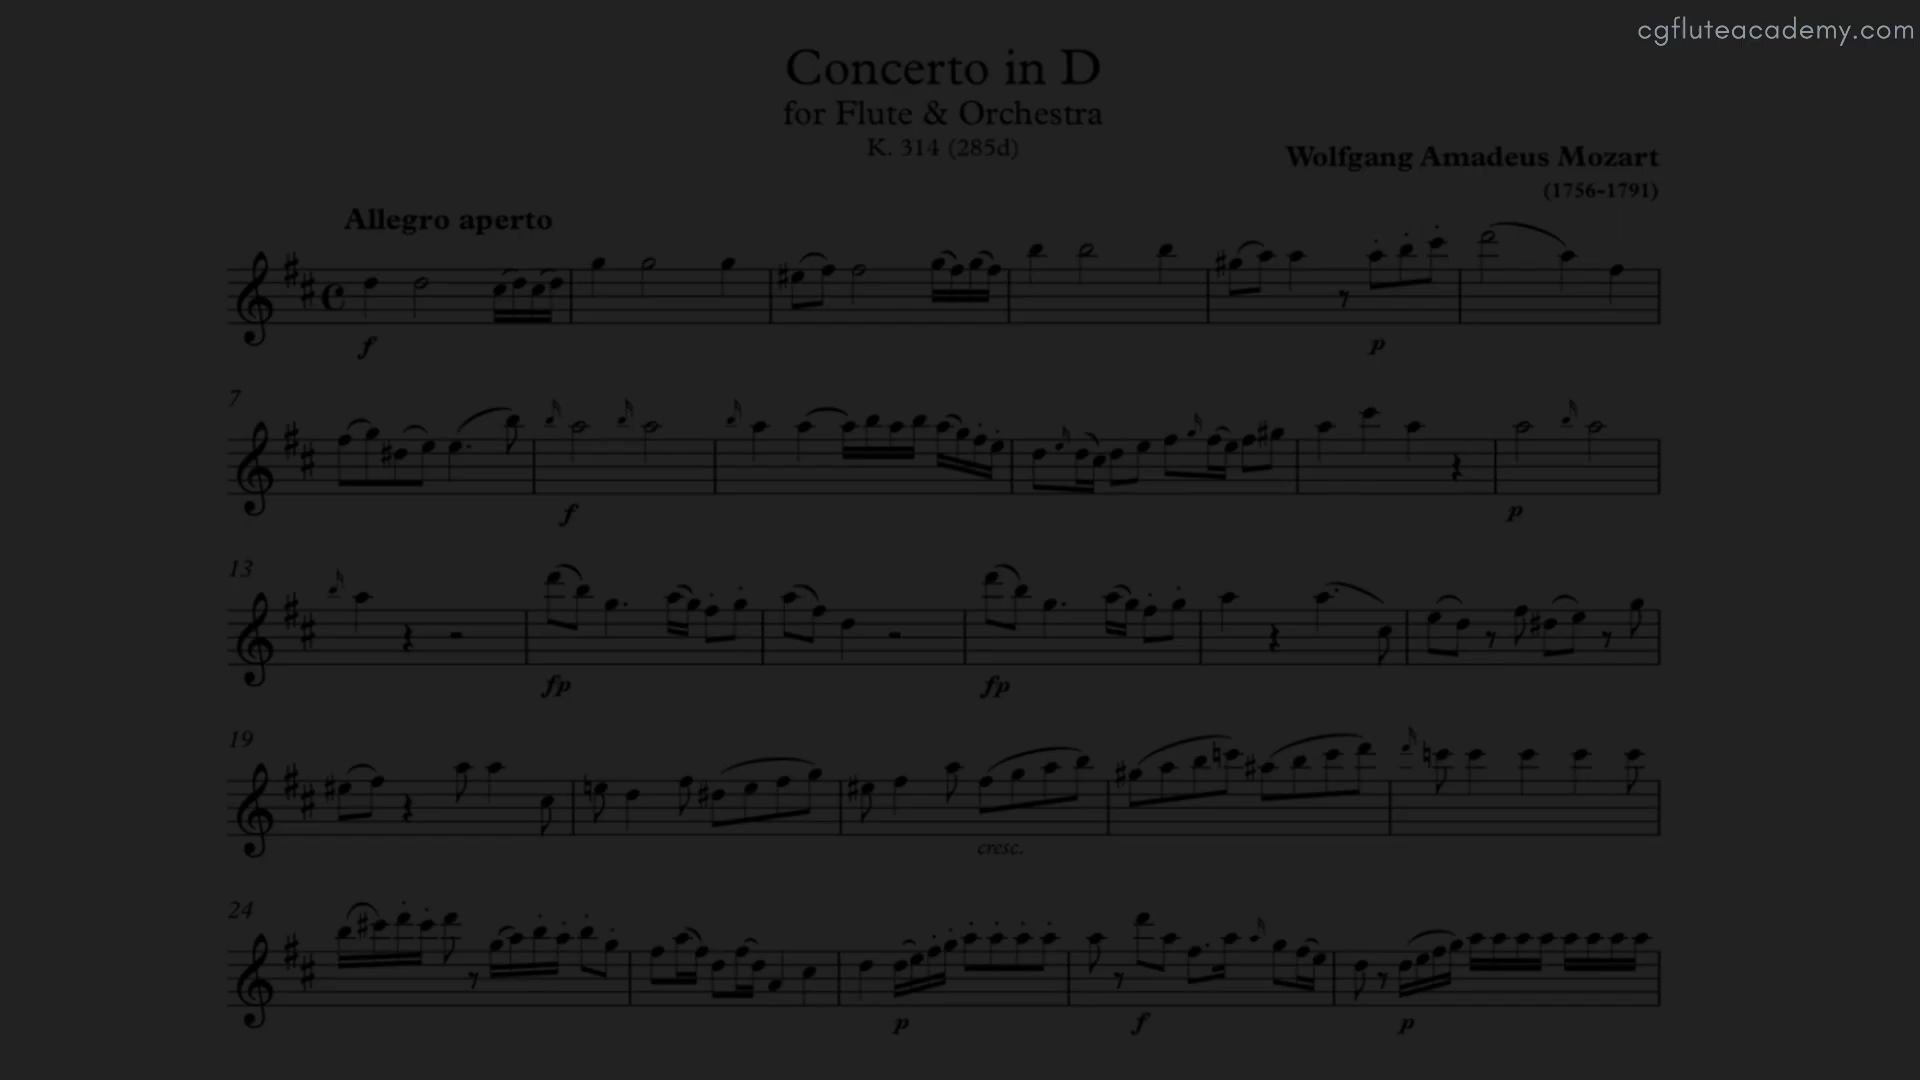 cgfluteacademy.com
Concerto in D
for Flute & Orchestra
K. 314 (285d)
Wolfgang Amadeus Mozart
(1756-1791)
Allegro aperto
f
p
7
f
p
13
fp
fp
19
cresc.
24
p
f
p